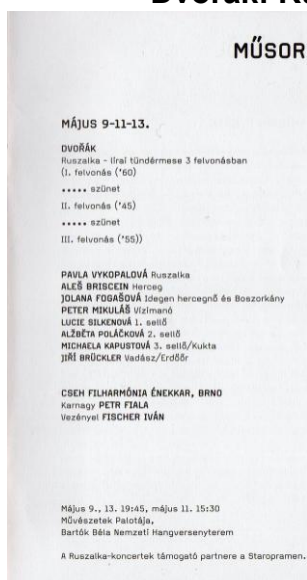 MŰSOR
MÁJUS 9-11-13.
DVOŘÁK
Ruszalka - lírai tündérmese 3 felvonásban
(I. felvonás ('60)
••••• szünet
II. felvonás ('45)
••••• szünet
III. felvonás ('55))
PAVLA VYKOPALOVÁ Ruszalka
ALEŠ BRISCEIN Herceg
JOLANA FOGAŠOVÁ Idegen hercegnő és Boszorkány
PETER MIKULÁŠ Vízimanó
LUCIE SILKENOVÁ 1. sellő
ALŽBĚTA POLÁČKOVÁ 2. sellő
MICHAELA KAPUSTOVÁ 3. sellő/Kukta
JIŘÍ BRÜCKLER Vadász/Erdőőr
CSEH FILHARMÓNIA ÉNEKKAR, BRNO
Karnagy PETR FIALA
Vezényel FISCHER IVÁN
Május 9., 13. 19:45, május 11. 15:30
Művészetek Palotája,
Bartók Béla Nemzeti Hangversenyterem
A Ruszalka-koncertek támogató partnere a Staropramen.